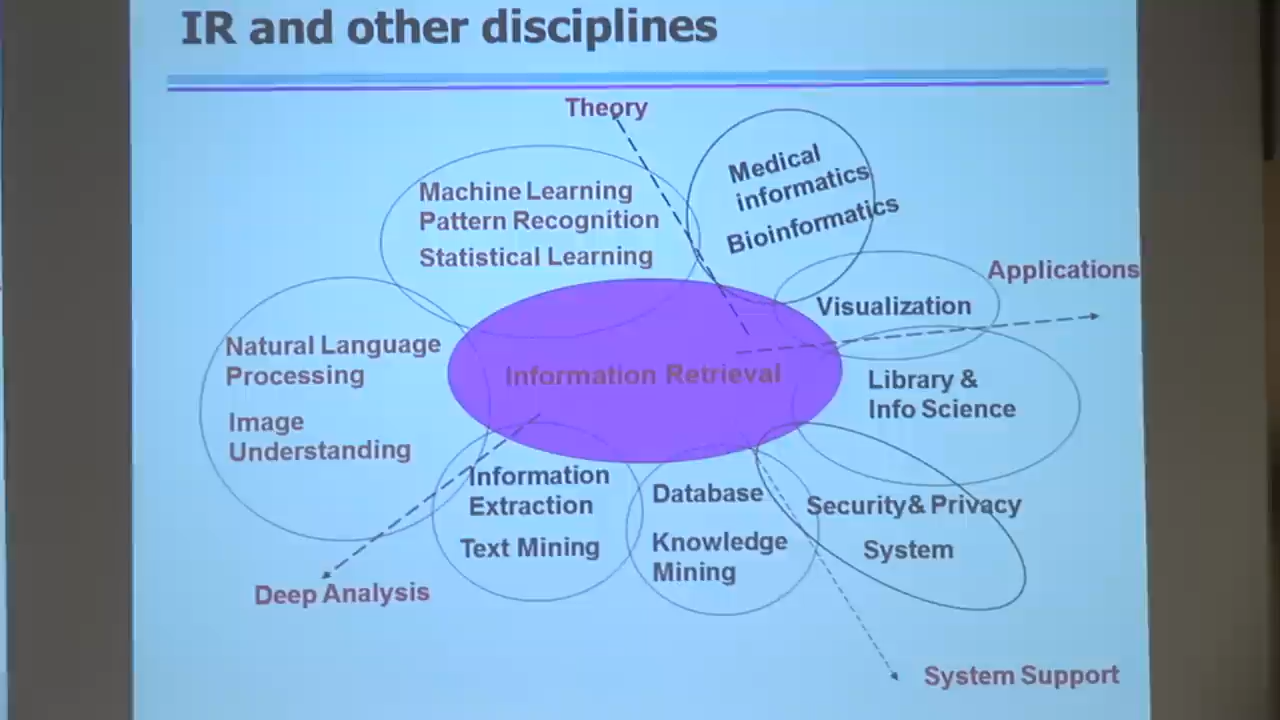 IR and other disciplines
Theory
Medical
informatics
Bioinformatics
Machine Learning
Pattern Recognition
Statistical Learning
Applications
Visualization
Natural Language
Processing
Image
Understanding
Information Retrieval
Library &
Info Science
Information
Extraction
Text Mining
Database
Knowledge
Mining
Security& Privacy
System
Deep Analysis
System Support